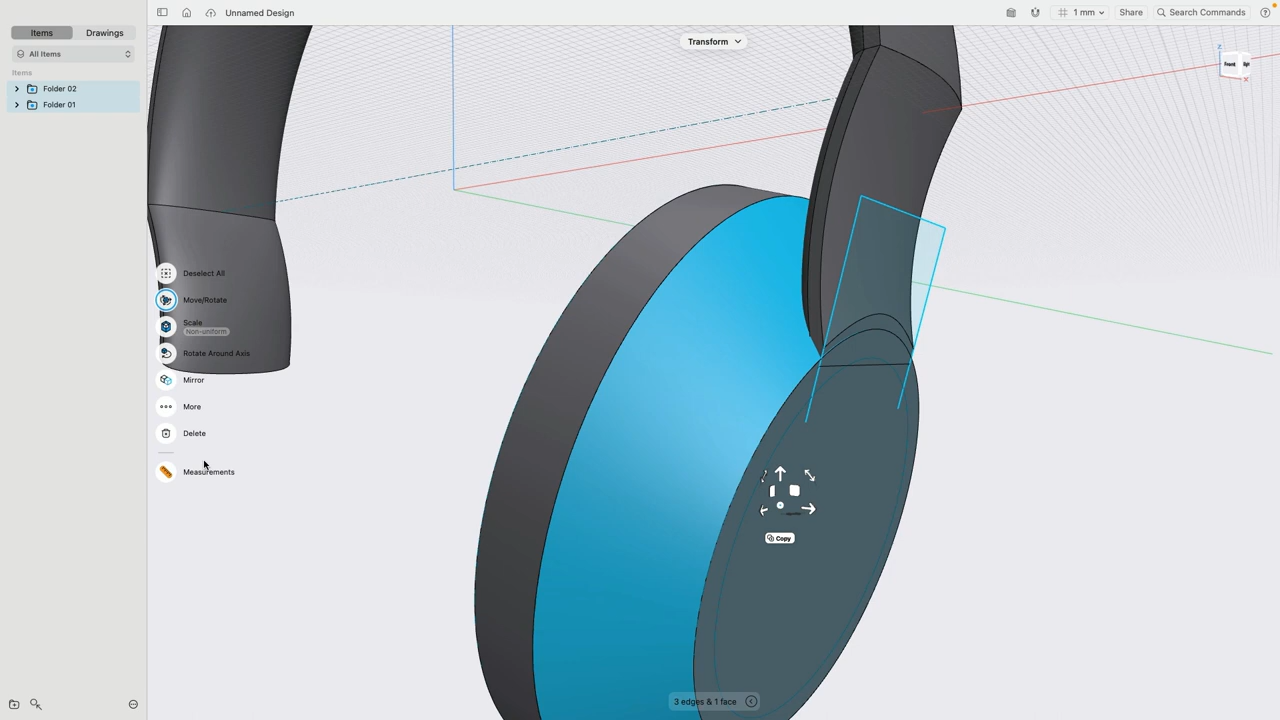 Unnamed Design
1 mm
Share
Search Commands
Items
Drawings
All Items
Items
Folder 02
Folder 01
Transform
Front
Deselect All
Move/Rotate
Scale
Non-uniform
Rotate Around Axis
Mirror
More
Delete
Measurements
Copy
3 edges & 1 face
Z
X